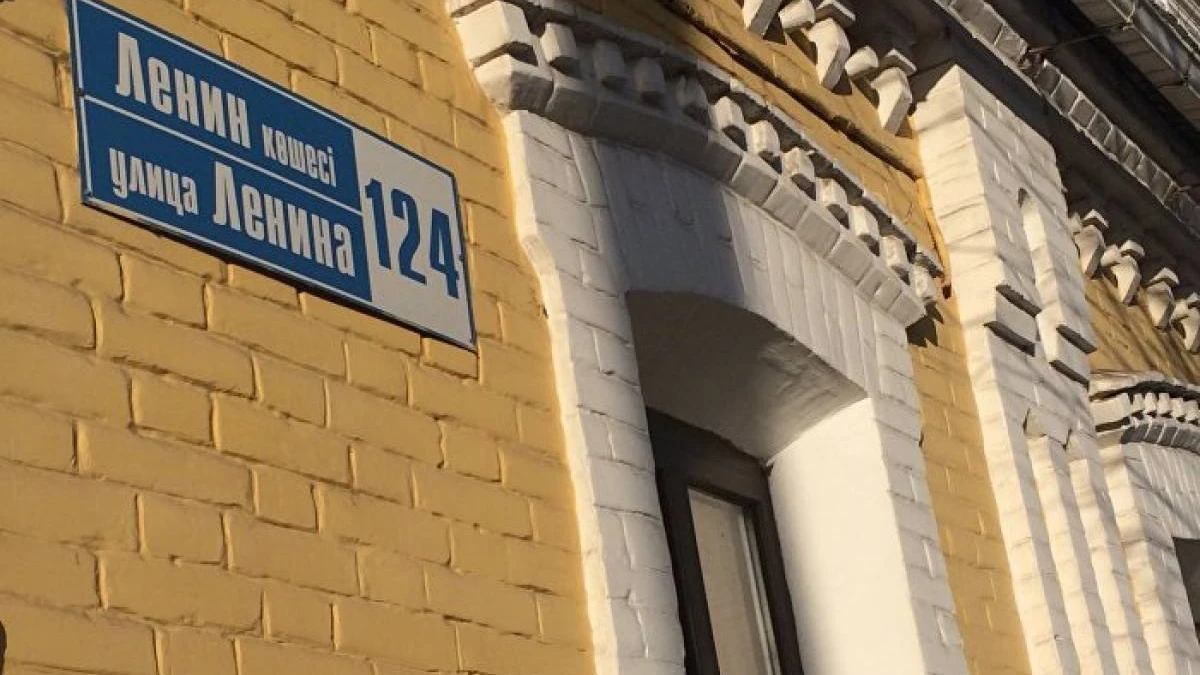 Ленин көшесі
улица Ленина
124